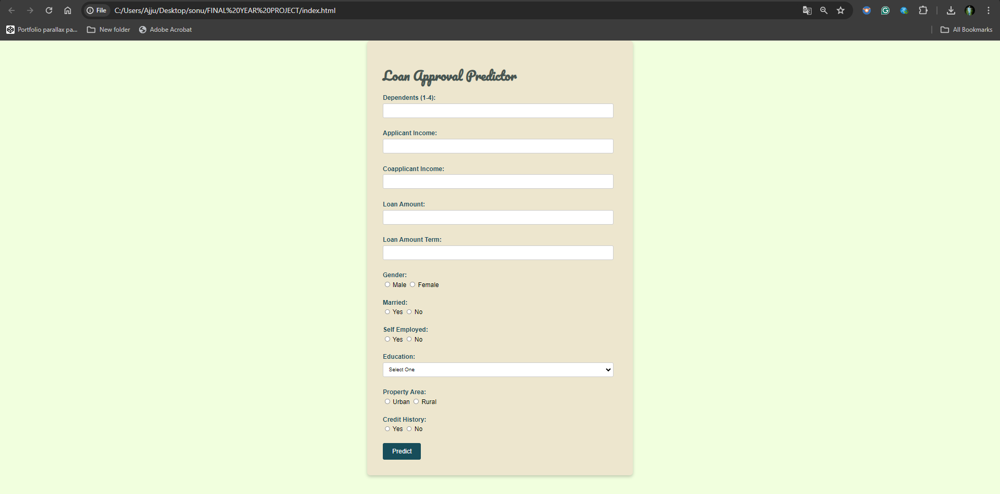 File C:/Users/Ajju/Desktop/sonu/FINAL%20YEAR%20PROJECT/index.html
Portfolio parallax pa... New folder Adobe Acrobat All Bookmarks
Loan Approval Predictor
Dependents (1-4):
Applicant Income:
Coapplicant Income:
Loan Amount:
Loan Amount Term:
Gender:
Male Female
Married:
Yes No
Self Employed:
Yes No
Education:
Select One
Property Area:
Urban Rural
Credit History:
Yes No
Predict